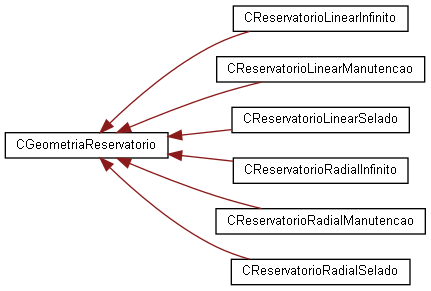 CReservatorioLinearInfinito
CReservatorioLinearManutencao
CReservatorioLinearSelado
CGeometriaReservatorio
CReservatorioRadialInfinito
CReservatorioRadialManutencao
CReservatorioRadialSelado